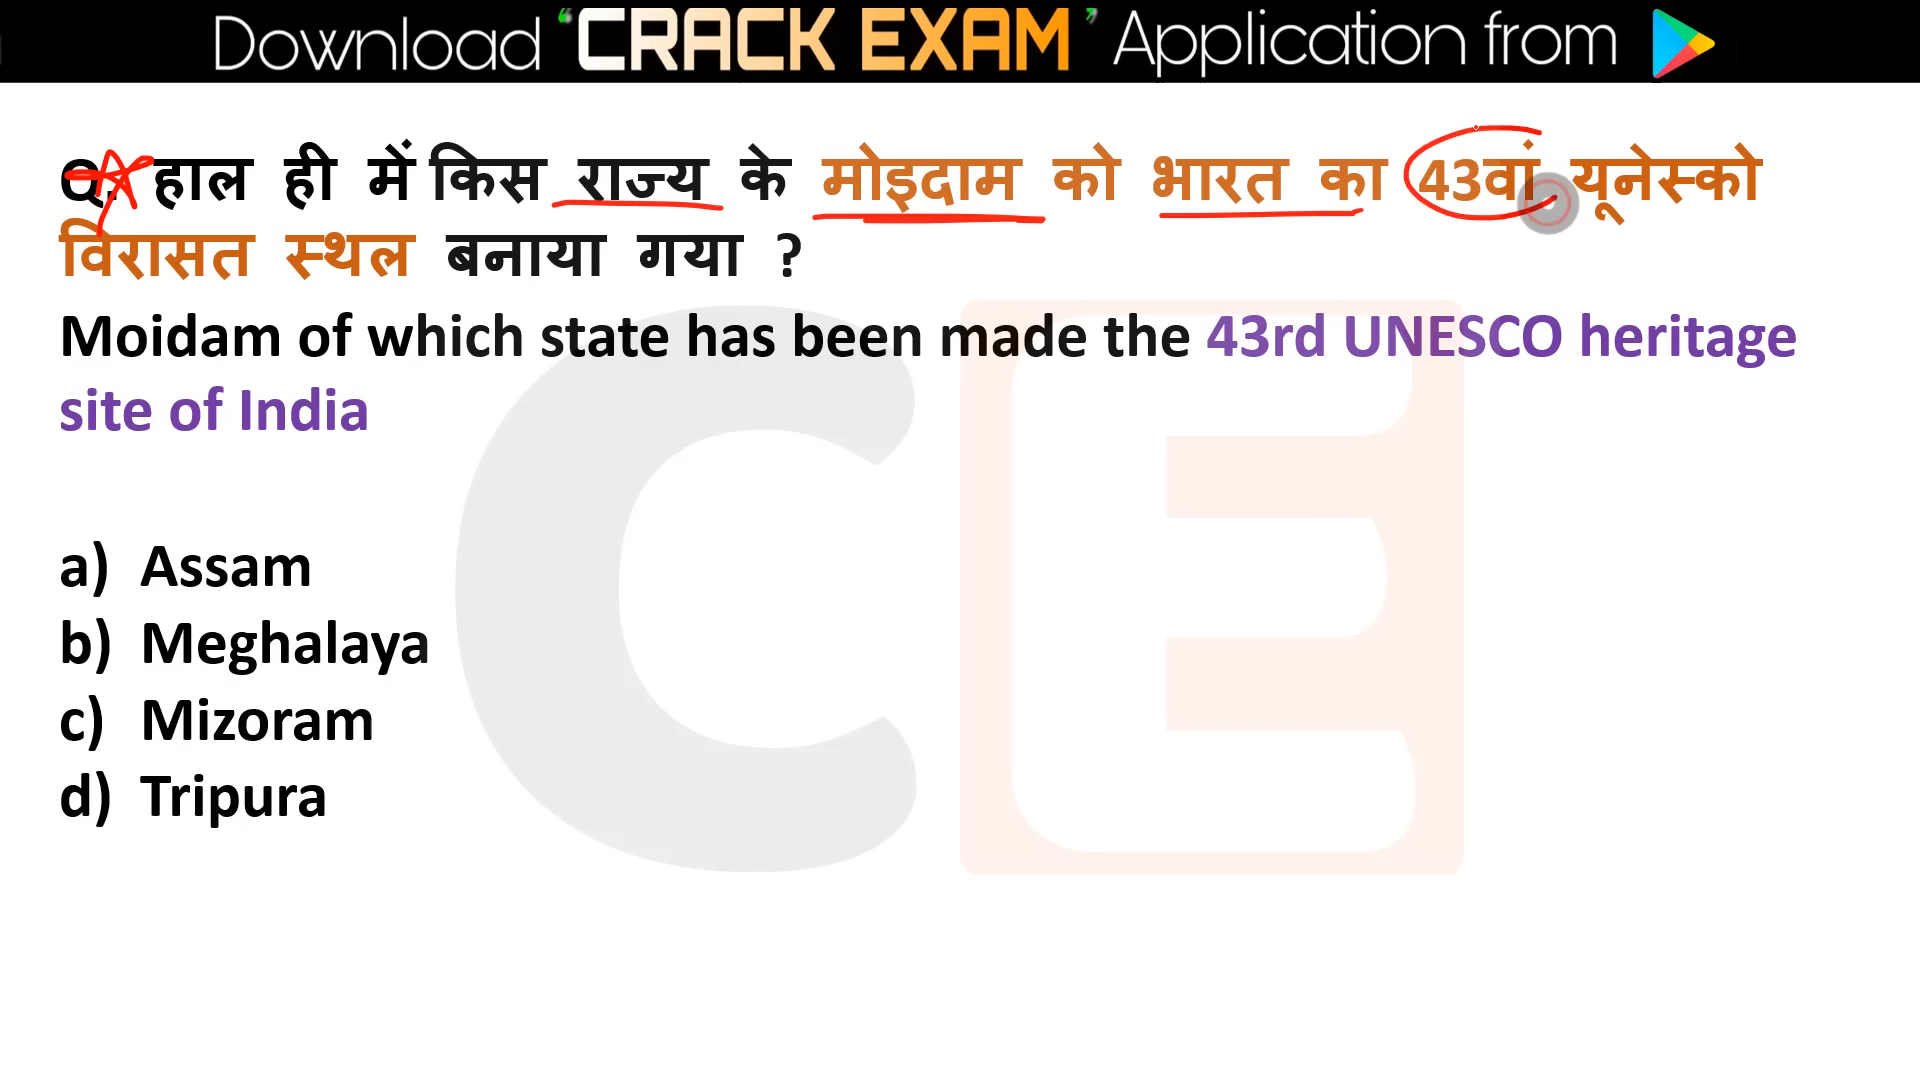 Download ‘CRACK EXAM’ Application from
Q. हाल ही में किस राज्य के मोइदाम को भारत का 43वां यूनेस्को
विरासत स्थल बनाया गया ?
Moidam of which state has been made the 43rd UNESCO heritage
site of India
a) Assam
b) Meghalaya
c) Mizoram
d) Tripura
CE